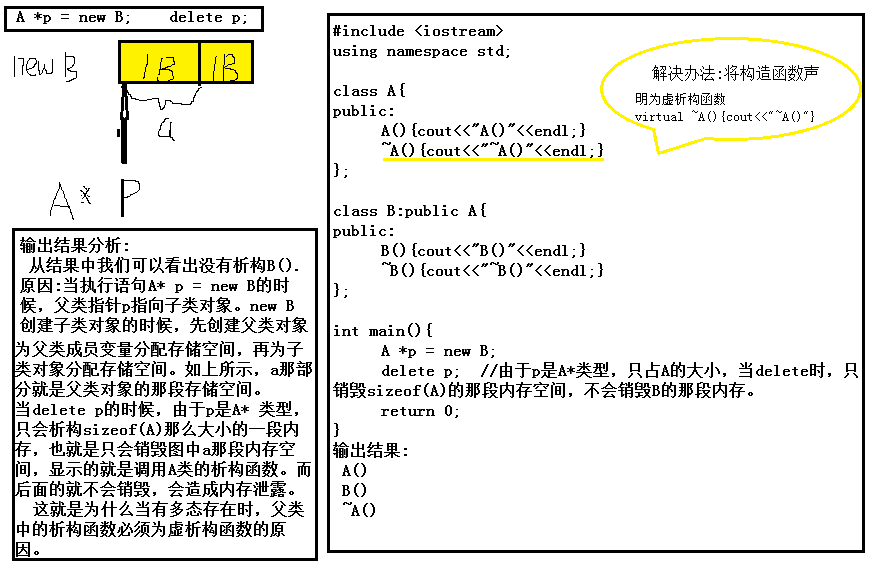 A *p = new B;    delete p;
new B
1B 1B
a
A* P
输出结果分析:
从结果中我们可以看出没有析构B().
原因:当执行语句A* p = new B的时
候，父类指针p指向子类对象。new B
创建子类对象的时候，先创建父类对象
为父类成员变量分配存储空间，再为子
类对象分配存储空间。如上所示，a那部
分就是父类对象的那段存储空间。
当delete p的时候，由于p是A* 类型，
只会析构sizeof(A)那么大小的一段内
存，也就是只会销毁图中a那段内存空
间，显示的就是调用A类的析构函数。而
后面的就不会销毁，会造成内存泄露。
这就是为什么当有多态存在时，父类
中的析构函数必须为虚析构函数的原
因。
#include <iostream>
using namespace std;
class A{
public:
A(){cout<<"A()"<<endl;}
~A(){cout<<"~A()"<<endl;}
};
class B:public A{
public:
B(){cout<<"B()"<<endl;}
~B(){cout<<"~B()"<<endl;}
};
int main(){
A *p = new B;
delete p;  //由于p是A*类型，只占A的大小，当delete时，只
销毁sizeof(A)的那段内存空间，不会销毁B的那段内存。
return 0;
}
输出结果:
A()
B()
~A()
解决办法:将构造函数声
明为虚析构函数
virtual ~A(){cout<<"~A()"}